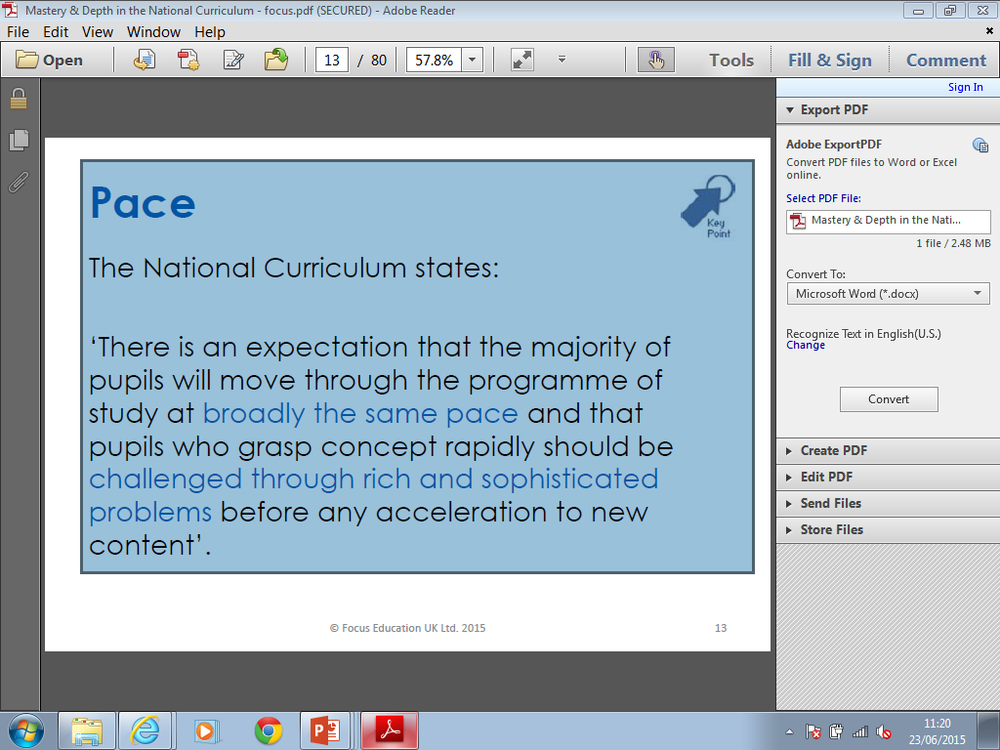 Mastery & Depth in the National Curriculum - focus.pdf (SECURED) - Adobe Reader
File Edit View Window Help
Open
13 / 80
57.8%
Tools
Fill & Sign
Comment
Sign In
Export PDF
Adobe ExportPDF
Convert PDF files to Word or Excel
online.
Select PDF File:
Mastery & Depth in the Nati...
1 file / 2.48 MB
Convert To:
Microsoft Word (*.docx)
Recognize Text in English(U.S.)
Change
Convert
Create PDF
Edit PDF
Send Files
Store Files
Pace
Key
Point
The National Curriculum states:
‘There is an expectation that the majority of
pupils will move through the programme of
study at broadly the same pace and that
pupils who grasp concept rapidly should be
challenged through rich and sophisticated
problems before any acceleration to new
content’.
© Focus Education UK Ltd. 2015
13
11:20
23/06/2015